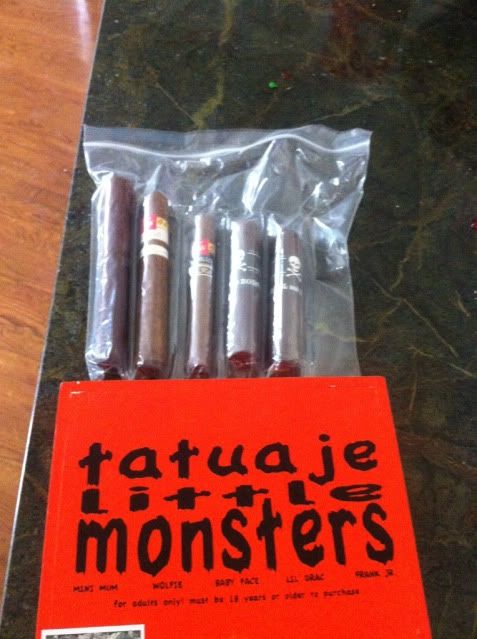 tatuaje
little
monsters
MINI MUM WOLFIE BABY FACE LIL DRAC FRANK JR.
for adults only! must be 18 years or older to purchase